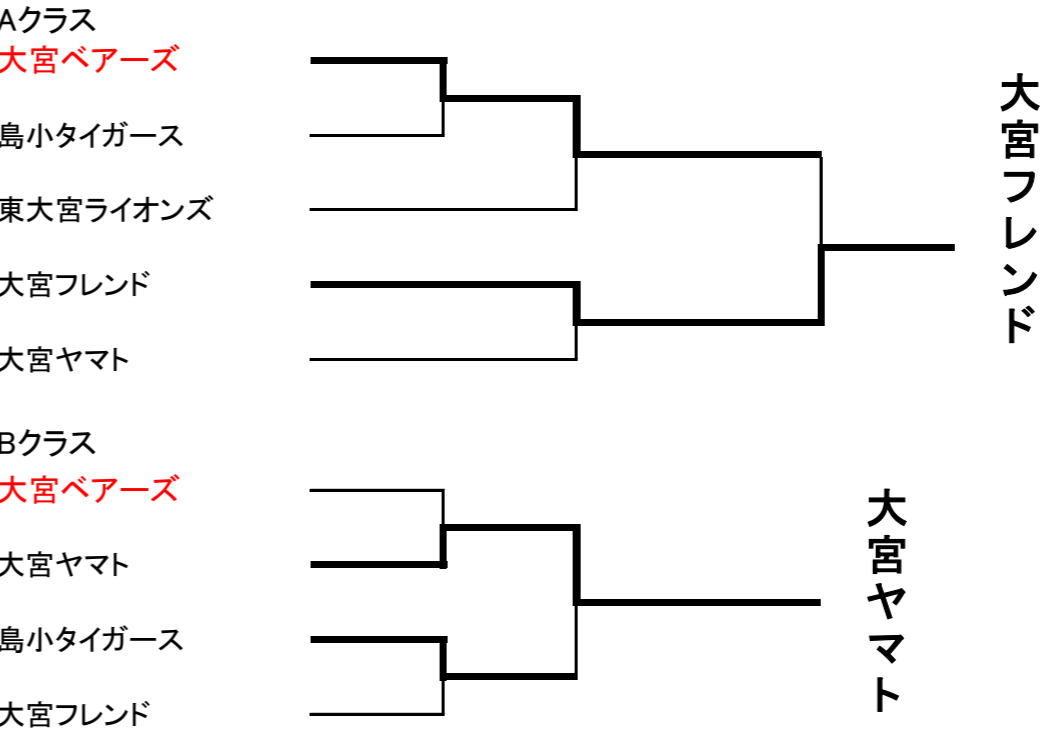 Aクラス
大宮ベアーズ
島小タイガース
東大宮ライオンズ
大宮フレンド
大宮ヤマト
大宮フレンド
Bクラス
大宮ベアーズ
大宮ヤマト
島小タイガース
大宮フレンド
大宮ヤマト